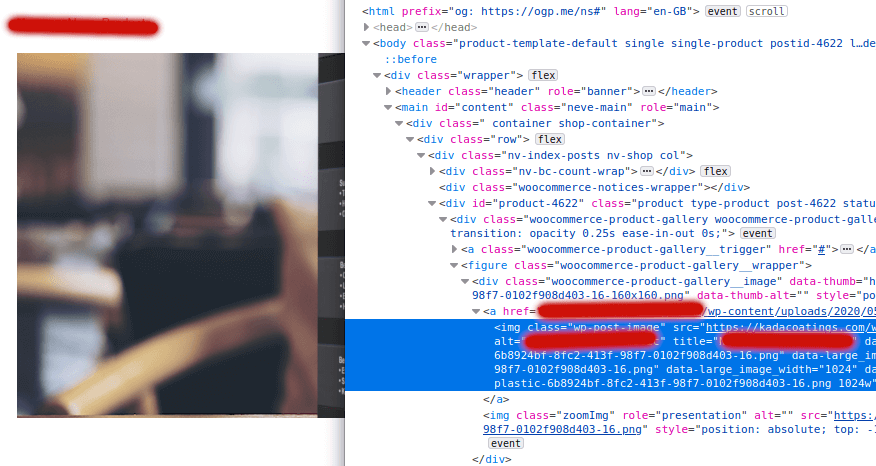 <html prefix="og: https://ogp.me/ns#" lang="en-GB"> event scroll
<head> ••• </head>
<body class="product-template-default single single-product postid-4622 l…de
::before
<div class="wrapper"> flex
<header class="header" role="banner"> ••• </header>
<main id="content" class="neve-main" role="main">
<div class=" container shop-container">
<div class="row"> flex
<div class="nv-index-posts nv-shop col">
<div class="nv-bc-count-wrap"> ••• </div> flex
<div class="woocommerce-notices-wrapper"></div>
<div id="product-4622" class="product type-product post-4622 statu
<div class="woocommerce-product-gallery woocommerce-product-galle
transition: opacity 0.25s ease-in-out 0s;"> event
<a class="woocommerce-product-gallery__trigger" href="#"> ••• </a
<figure class="woocommerce-product-gallery__wrapper">
<div class="woocommerce-product-gallery__image" data-thumb="h
98f7-0102f908d403-16-160x160.png" data-thumb-alt="" style="po
<a href= /wp-content/uploads/2020/05
<img class="wp-post-image" src="https://kadacoatings.com/w
alt=" title=" da
6b8924bf-8fc2-413f-98f7-0102f908d403-16.png" data-large_im
98f7-0102f908d403-16.png" data-large_image_width="1024" da
plastic-6b8924bf-8fc2-413f-98f7-0102f908d403-16.png 1024w"
</a>
<img class="zoomImg" role="presentation" alt="" src="https:
98f7-0102f908d403-16.png" style="position: absolute; top: -1
event
</div>